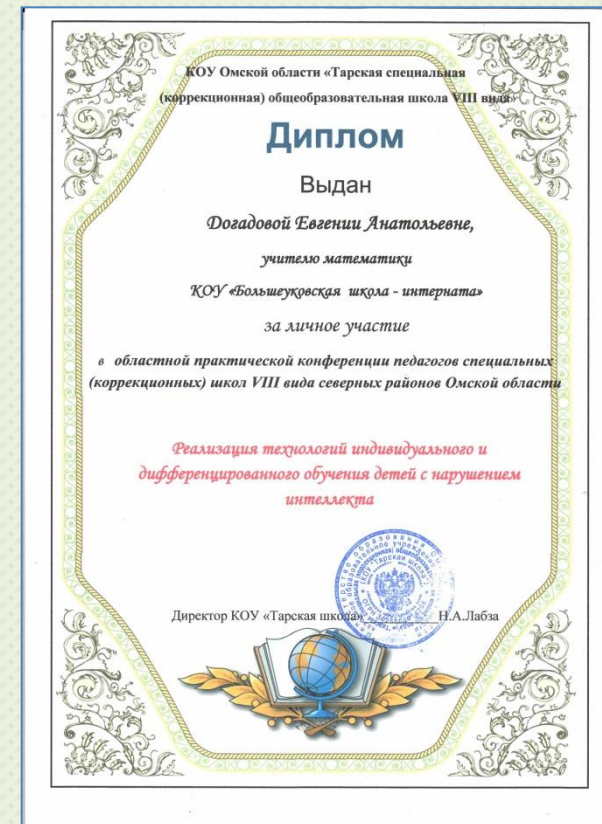 КОУ Омской области «Тарская специальная
(коррекционная) общеобразовательная школа VIII вида»
Диплом
Выдан
Догадовой Евгении Анатольевне,
учителю математики
КОУ «Большеуковская школа - интерната»
за личное участие
в областной практической конференции педагогов специальных
(коррекционных) школ VIII вида северных районов Омской области
Реализация технологий индивидуального и
дифференцированного обучения детей с нарушением
интеллекта
Директор КОУ «Тарская школа» Н.А.Лабза